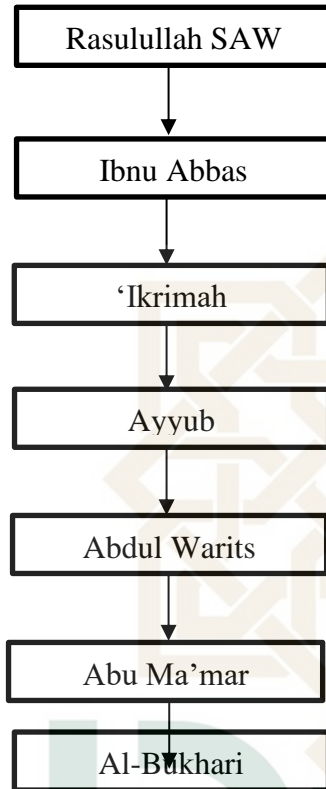 Rasulullah SAW
Ibnu Abbas
‘Ikrimah
Ayyub
Abdul Warits
Abu Ma’mar
Al-Bukhari